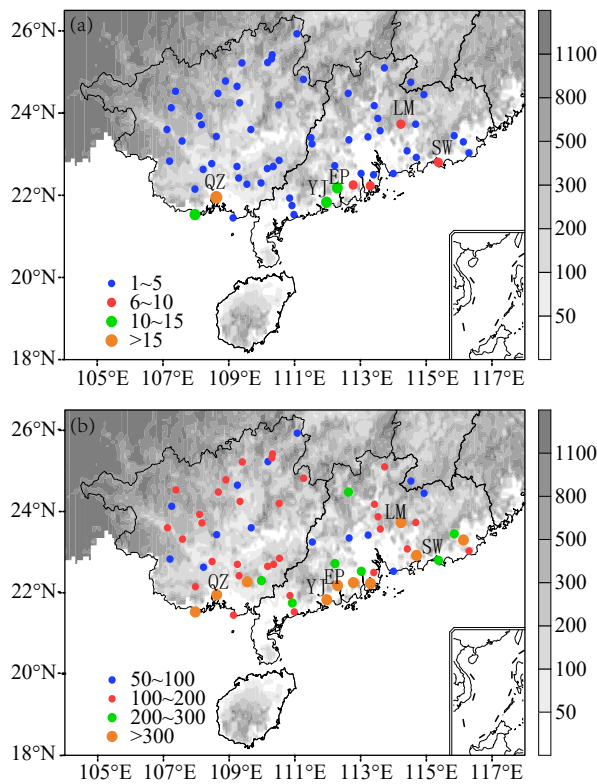 (a)
26°N
24°N
22°N
20°N
18°N
LM
SW
QZ
EP
YJ
1~5
6~10
10~15
>15
105°E 107°E 109°E 111°E 113°E 115°E 117°E
1100
800
500
300
200
100
50
(b)
26°N
24°N
22°N
20°N
18°N
LM
SW
QZ
EP
YJ
50~100
100~200
200~300
>300
105°E 107°E 109°E 111°E 113°E 115°E 117°E
1100
800
500
300
200
100
50